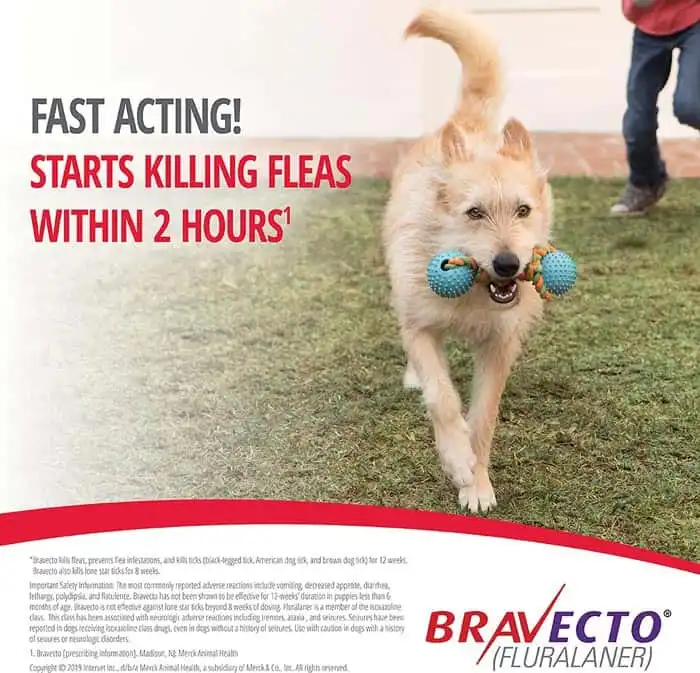 FAST ACTING!
STARTS KILLING FLEAS
WITHIN 2 HOURS¹
*Bravecto kills fleas, prevents flea infestations, and kills ticks (black-legged tick, American dog tick, and brown dog tick) for 12 weeks.
Bravecto also kills lone star ticks for 8 weeks.
Important Safety Information: The most commonly reported adverse reactions include vomiting, decreased appetite, diarrhea,
lethargy, polydipsia, and flatulence. Bravecto has not been shown to be effective for 12-weeks' duration in puppies less than 6
months of age. Bravecto is not effective against lone star ticks beyond 8 weeks of dosing. Fluralaner is a member of the isoxazoline
class. This class has been associated with neurologic adverse reactions including tremors, ataxia, and seizures. Seizures have been
reported in dogs receiving isoxazoline class drugs, even in dogs without a history of seizures. Use with caution in dogs with a history
of seizures or neurologic disorders.
1. Bravecto [prescribing information]. Madison, NJ: Merck Animal Health
Copyright © 2019 Intervet Inc., d/b/a Merck Animal Health, a subsidiary of Merck & Co., Inc. All rights reserved.
BRAVECTO®
(FLURALANER)